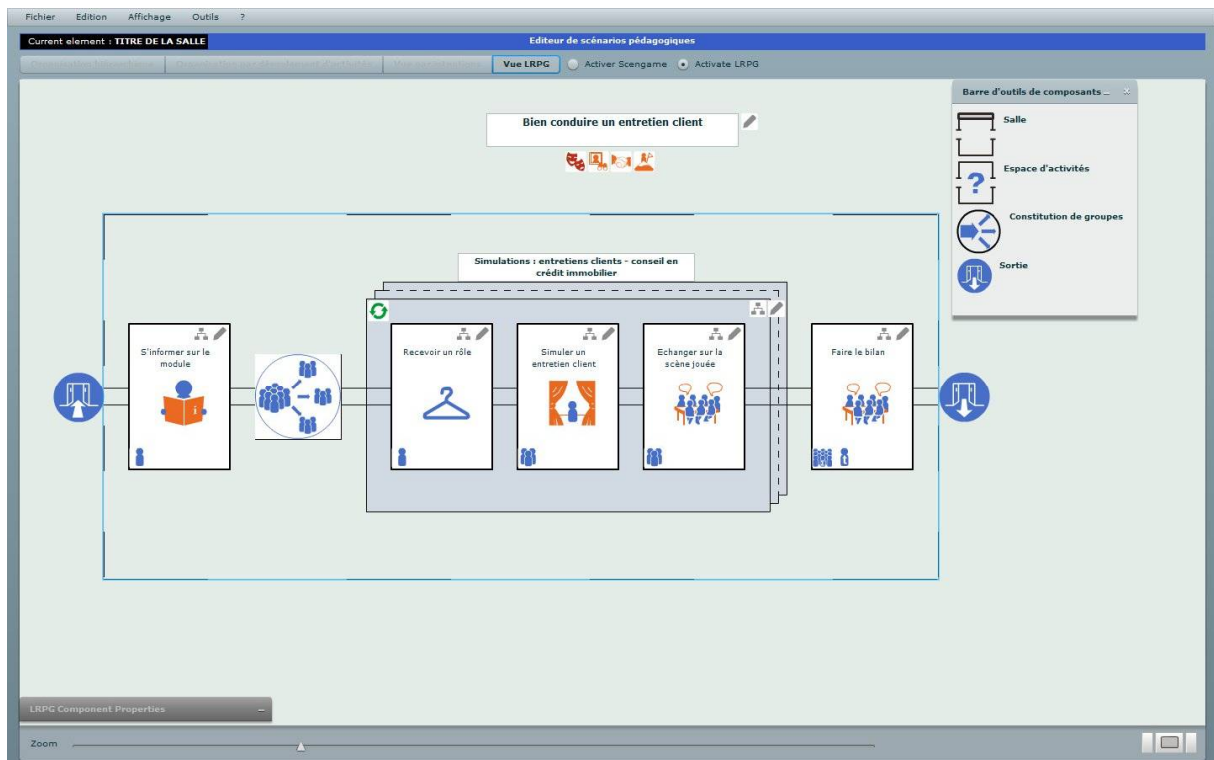 Fichier Edition Affichage Outils ?
Current element : TITRE DE LA SALLE
Editeur de scénarios pédagogiques
Vue LRPG Activer Scengame Activate LRPG
Barre d'outils de composants
Salle
Espace d'activités
Constitution de groupes
Sortie
Bien conduire un entretien client
Simulations : entretiens clients - conseil en
crédit immobilier
S'informer sur le
module
Recevoir un rôle
Simuler un
entretien client
Echanger sur la
scène jouée
Faire le bilan
LRPG Component Properties
Zoom